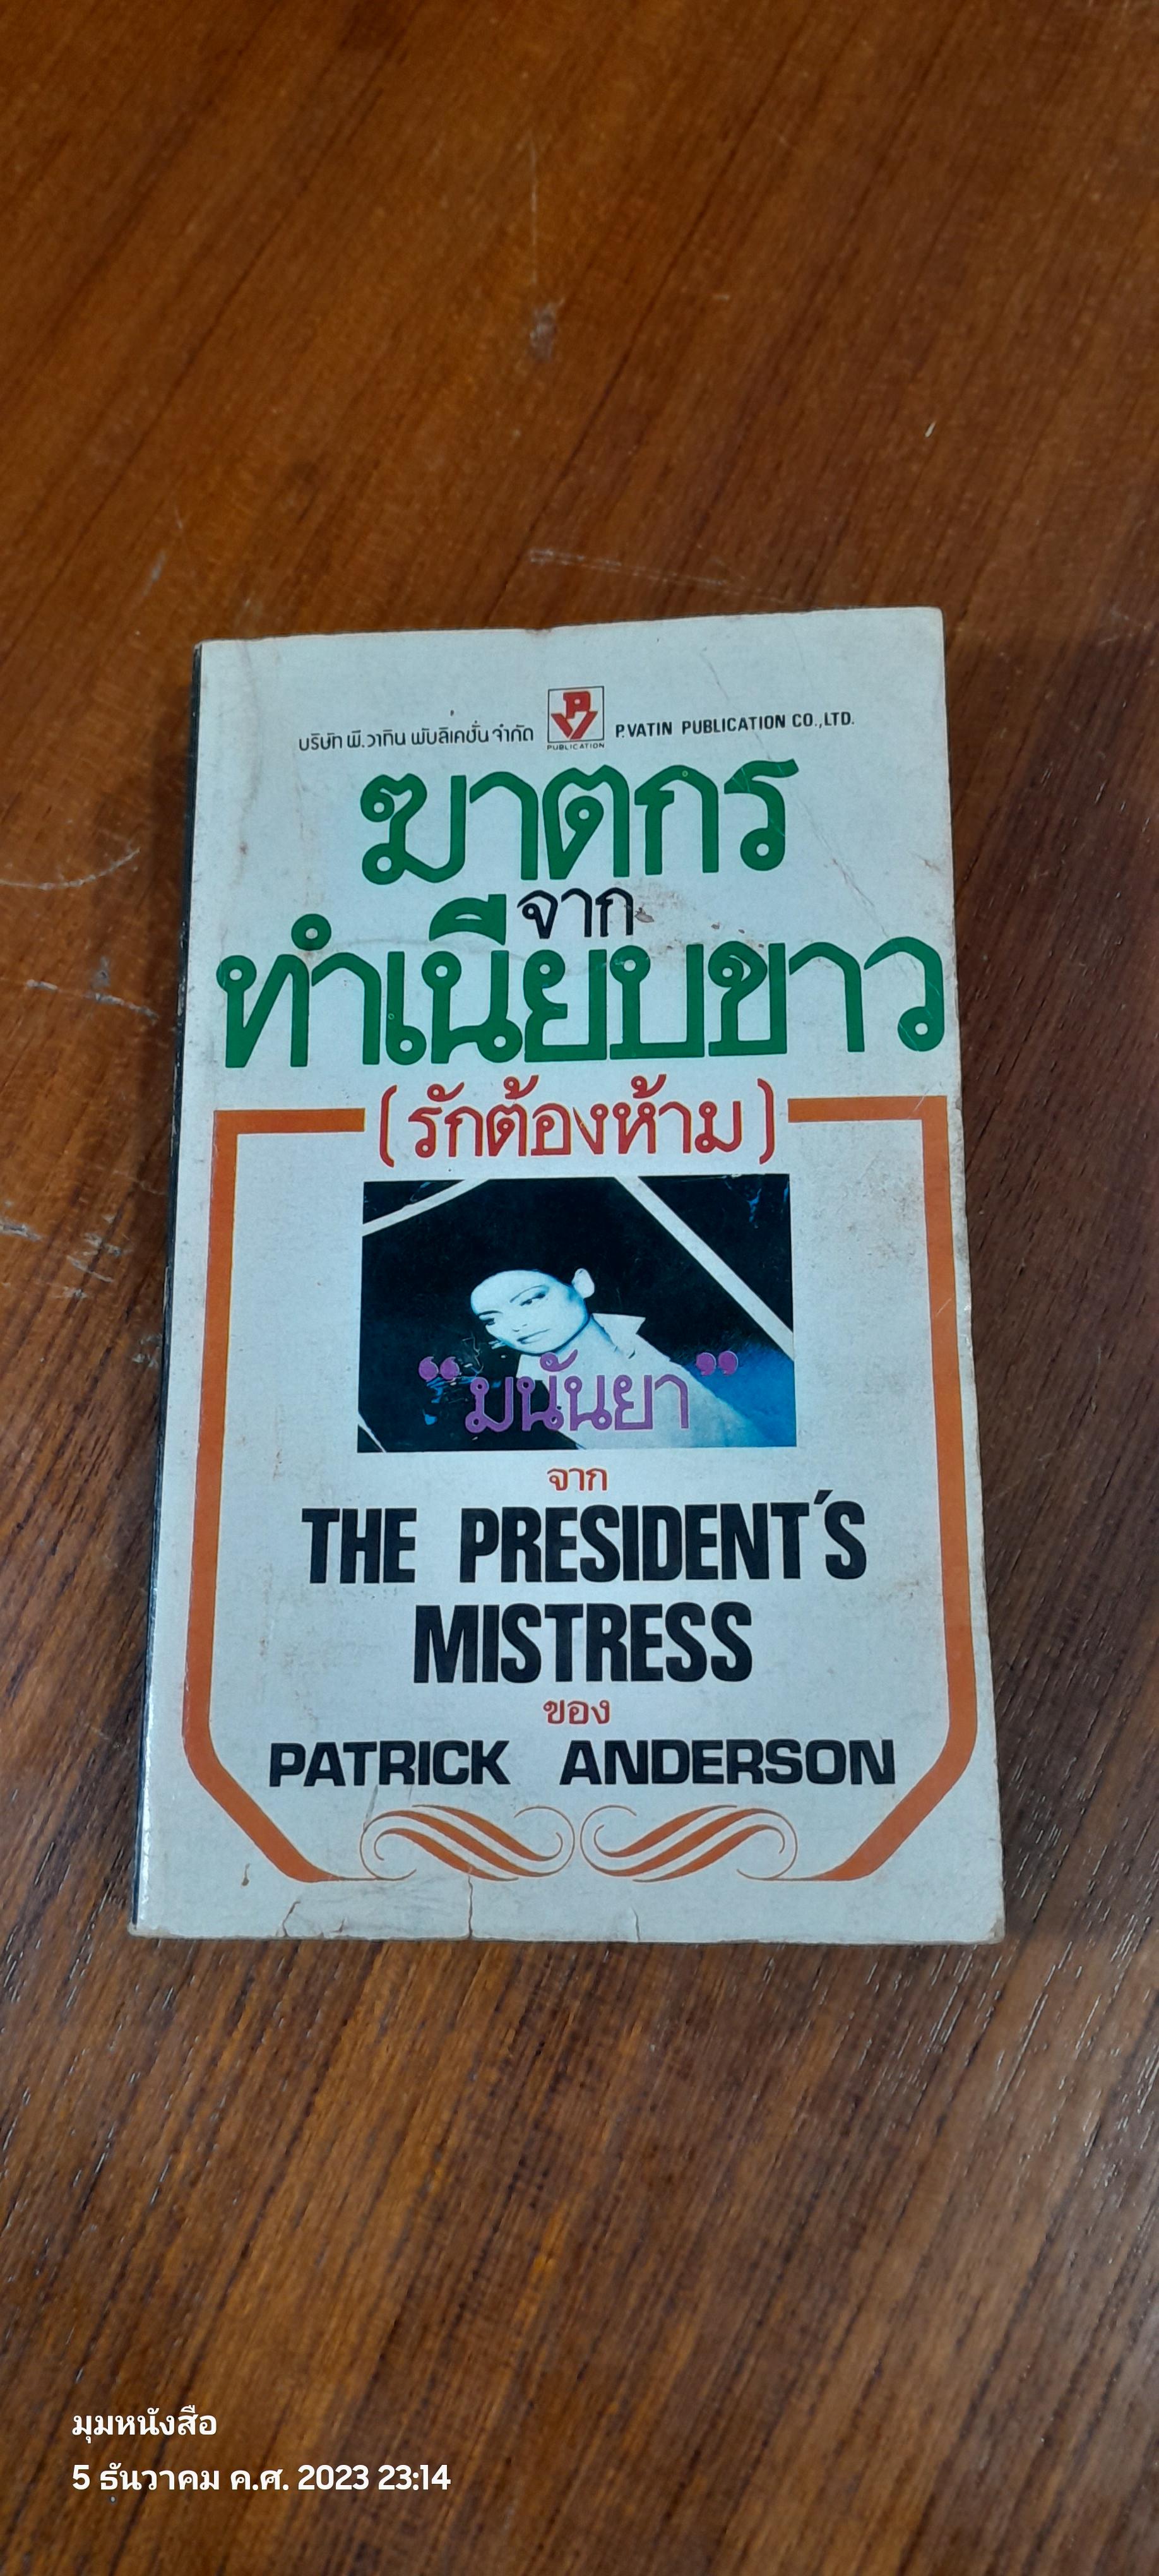 บริษัท พี.วาทิน พับลิเคชั่น จำกัด PV PUBLICATION P.VATIN PUBLICATION CO.,LTD.
ฆาตกร
จาก
ทำเนียบขาว
(รักต้องห้าม)
“มนันยา”
จาก
THE PRESIDENT'S
MISTRESS
ของ
PATRICK ANDERSON
มุมหนังสือ
5 ธันวาคม ค.ศ. 2023 23:14